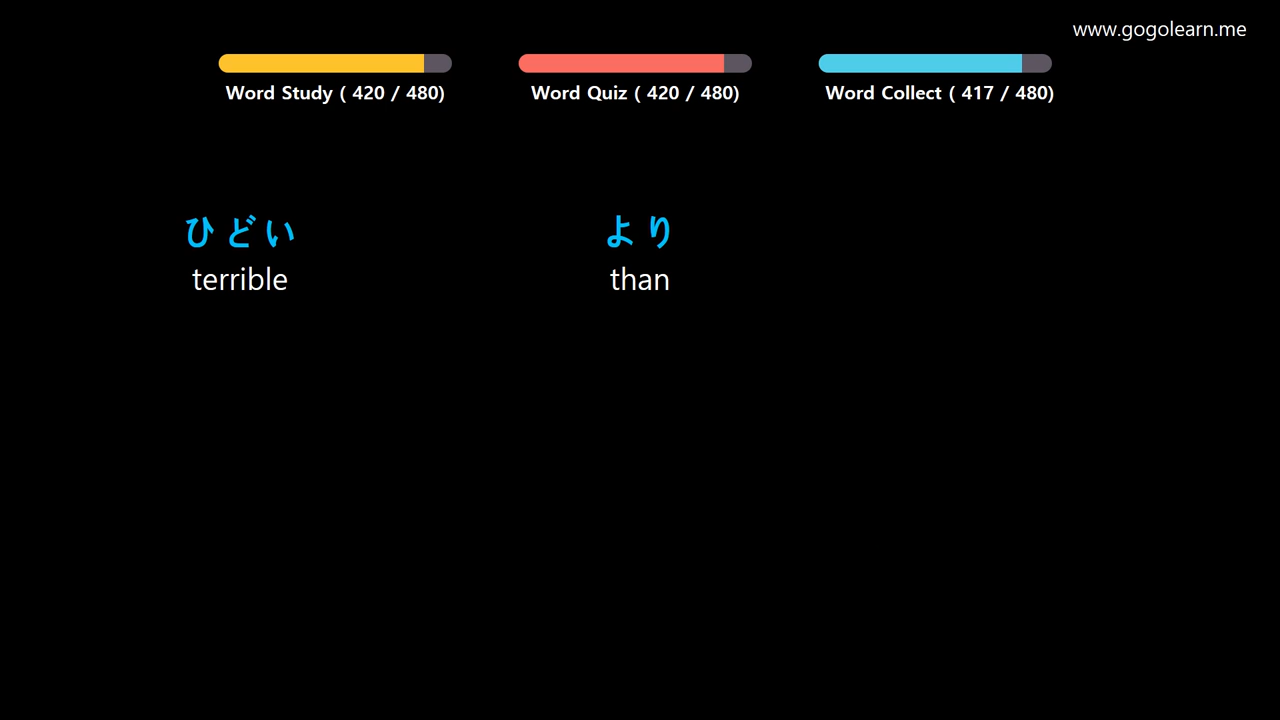 www.gogolearn.me
Word Study ( 420 / 480)
Word Quiz ( 420 / 480)
Word Collect ( 417 / 480)
ひどい
terrible
より
than